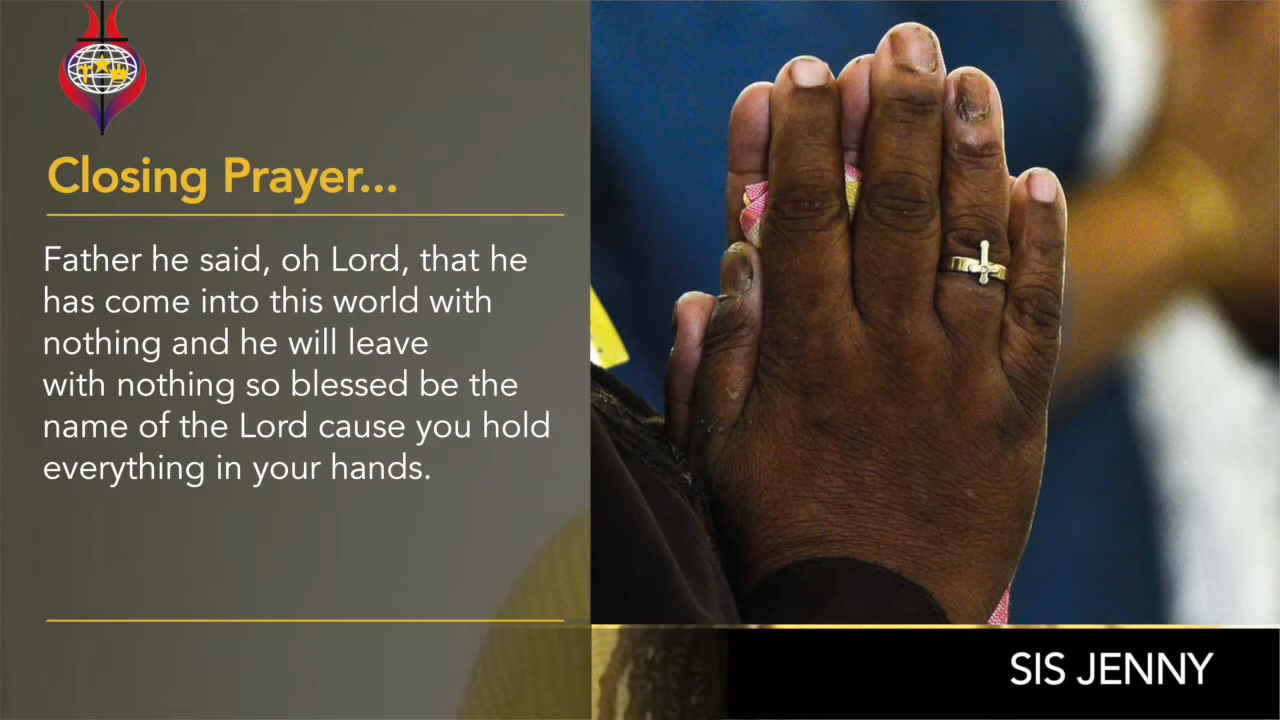 T W
Closing Prayer...
Father he said, oh Lord, that he
has come into this world with
nothing and he will leave
with nothing so blessed be the
name of the Lord cause you hold
everything in your hands.
SIS JENNY